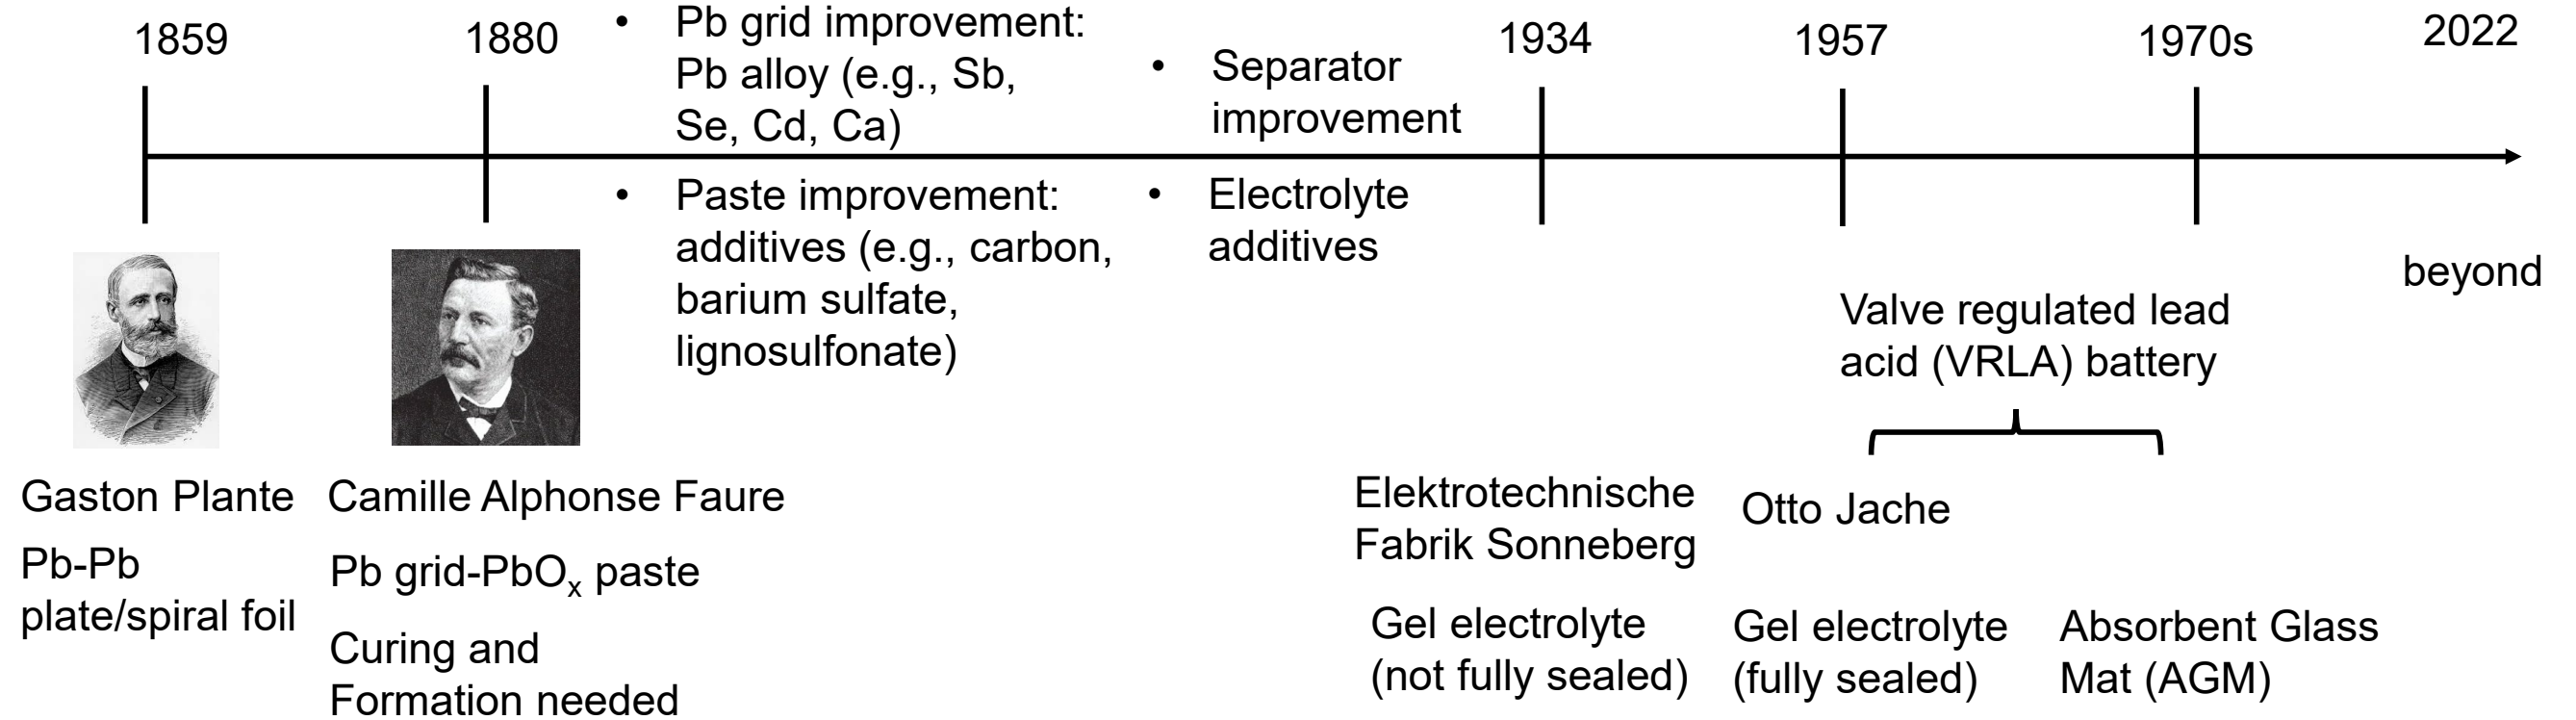 1859
1880
• Pb grid improvement:
Pb alloy (e.g., Sb,
Se, Cd, Ca)
• Separator
improvement
1934
1957
1970s
2022
• Paste improvement:
additives (e.g., carbon,
barium sulfate,
lignosulfonate)
• Electrolyte
additives
beyond
Valve regulated lead
acid (VRLA) battery
Gaston Plante
Pb-Pb
plate/spiral foil
Camille Alphonse Faure
Pb grid-PbOx paste
Curing and
Formation needed
Elektrotechnische
Fabrik Sonneberg
Gel electrolyte
(not fully sealed)
Otto Jache
Gel electrolyte
(fully sealed)
Absorbent Glass
Mat (AGM)